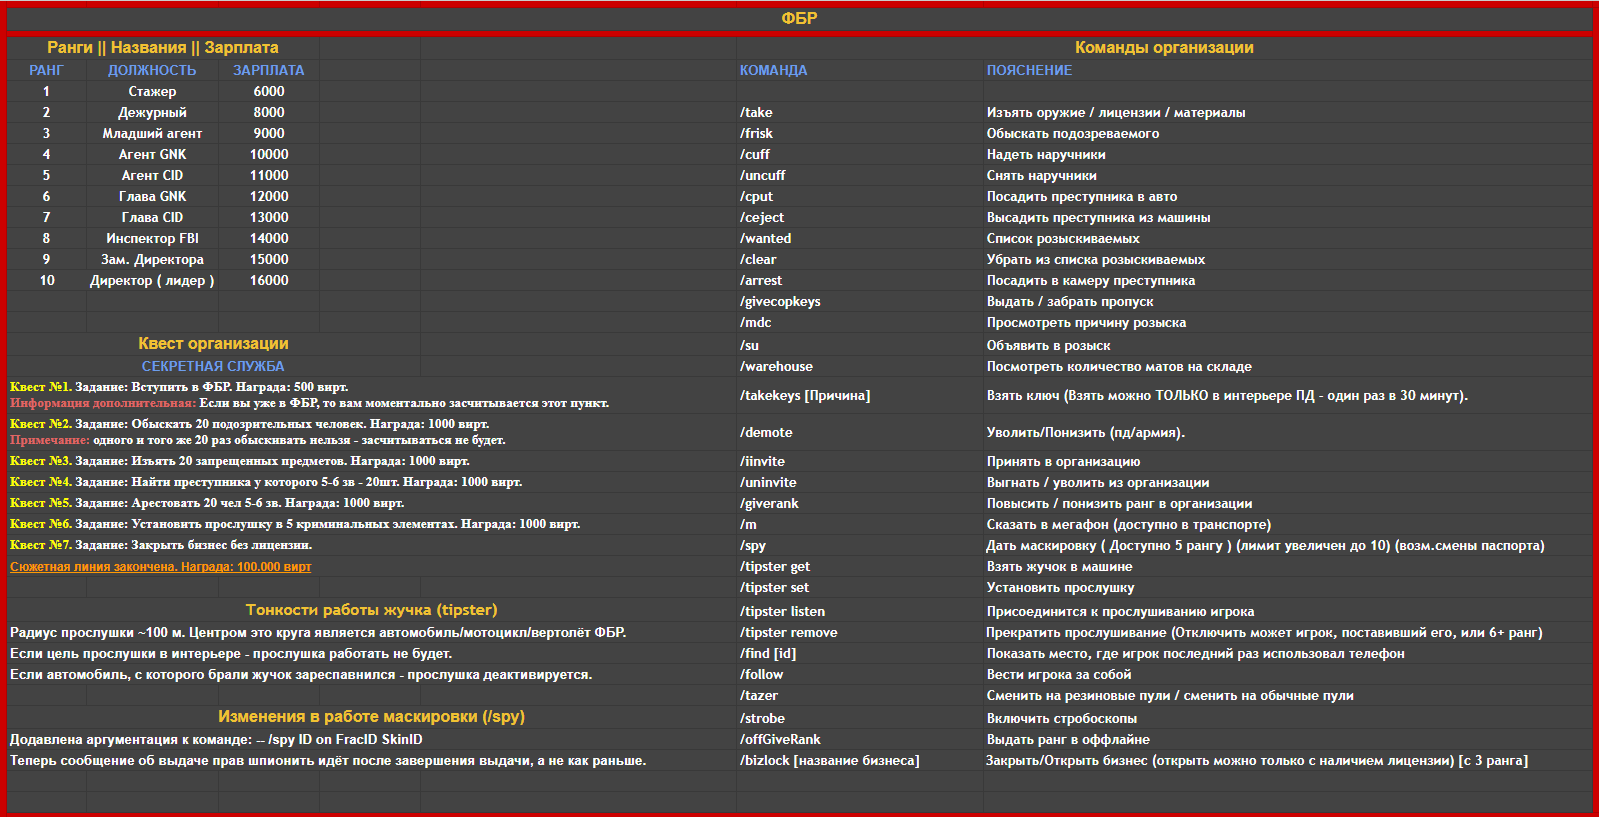 ФБР
Ранги || Названия || Зарплата
РАНГ ДОЛЖНОСТЬ ЗАРПЛАТА
1 Стажер 6000
2 Дежурный 8000
3 Младший агент 9000
4 Агент GNK 10000
5 Агент CID 11000
6 Глава GNK 12000
7 Глава CID 13000
8 Инспектор FBI 14000
9 Зам. Директора 15000
10 Директор ( лидер ) 16000
Квест организации
СЕКРЕТНАЯ СЛУЖБА
Квест №1. Задание: Вступить в ФБР. Награда: 500 вирт.
Информация дополнительная: Если вы уже в ФБР, то вам моментально засчитывается этот пункт.
Квест №2. Задание: Обыскать 20 подозрительных человек. Награда: 1000 вирт.
Примечание: одного и того же 20 раз обыскивать нельзя - засчитываться не будет.
Квест №3. Задание: Изъять 20 запрещенных предметов. Награда: 1000 вирт.
Квест №4. Задание: Найти преступника у которого 5-6 зв - 20шт. Награда: 1000 вирт.
Квест №5. Задание: Арестовать 20 чел 5-6 зв. Награда: 1000 вирт.
Квест №6. Задание: Установить прослушку в 5 криминальных элементах. Награда: 1000 вирт.
Квест №7. Задание: Закрыть бизнес без лицензии.
Сюжетная линия закончена. Награда: 100.000 вирт
Тонкости работы жучка (tipster)
Радиус прослушки ~100 м. Центром это круга является автомобиль/мотоцикл/вертолёт ФБР.
Если цель прослушки в интерьере - прослушка работать не будет.
Если автомобиль, с которого брали жучок зареспавнился - прослушка деактивируется.
Изменения в работе маскировки (/spy)
Додавлена аргументация к команде: -- /spy ID on FracID SkinID
Теперь сообщение об выдаче прав шпионить идёт после завершения выдачи, а не как раньше.
Команды организации
КОМАНДА ПОЯСНЕНИЕ
/take Изъять оружие / лицензии / материалы
/frisk Обыскать подозреваемого
/cuff Надеть наручники
/uncuff Снять наручники
/cput Посадить преступника в авто
/ceject Высадить преступника из машины
/wanted Список розыскиваемых
/clear Убрать из списка розыскиваемых
/arrest Посадить в камеру преступника
/givecopkeys Выдать / забрать пропуск
/mdc Просмотреть причину розыска
/su Объявить в розыск
/warehouse Посмотреть количество матов на складе
/takekeys [Причина] Взять ключ (Взять можно ТОЛЬКО в интерьере ПД - один раз в 30 минут).
/demote Уволить/Понизить (пд/армия).
/iinvite Принять в организацию
/uninvite Выгнать / уволить из организации
/giverank Повысить / понизить ранг в организации
/m Сказать в мегафон (доступно в транспорте)
/spy Дать маскировку ( Доступно 5 рангу ) (лимит увеличен до 10) (возм.смены паспорта)
/tipster get Взять жучок в машине
/tipster set Установить прослушку
/tipster listen Присоединится к прослушиванию игрока
/tipster remove Прекратить прослушивание (Отключить может игрок, поставивший его, или 6+ ранг)
/find [id] Показать место, где игрок последний раз использовал телефон
/follow Вести игрока за собой
/tazer Сменить на резиновые пули / сменить на обычные пули
/strobe Включить стробоскопы
/offGiveRank Выдать ранг в оффлайне
/bizlock [название бизнеса] Закрыть/Открыть бизнес (открыть можно только с наличием лицензии) [с 3 ранга]